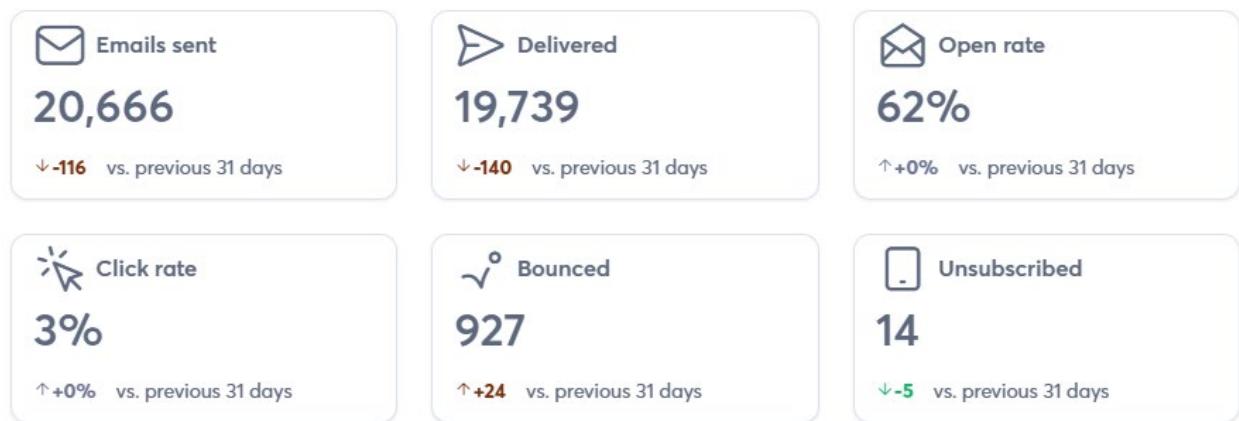 Emails sent
20,666
↓-116 vs. previous 31 days
Delivered
19,739
↓-140 vs. previous 31 days
Open rate
62%
↑+0% vs. previous 31 days
Click rate
3%
↑+0% vs. previous 31 days
Bounced
927
↑+24 vs. previous 31 days
Unsubscribed
14
↓-5 vs. previous 31 days